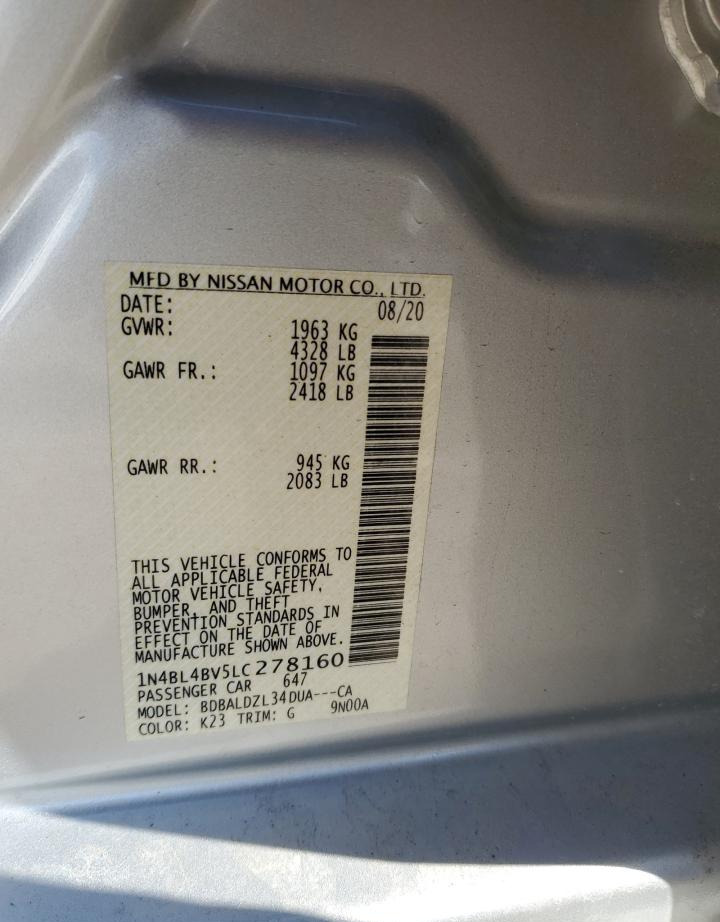 MFD BY NISSAN MOTOR CO., LTD.
DATE: 08/20
GVWR: 1963 KG
4328 LB
GAWR FR.: 1097 KG
2418 LB
GAWR RR.: 945 KG
2083 LB
THIS VEHICLE CONFORMS TO
ALL APPLICABLE FEDERAL
MOTOR VEHICLE SAFETY,
BUMPER, AND THEFT
PREVENTION STANDARDS IN
EFFECT ON THE DATE OF
MANUFACTURE SHOWN ABOVE.
1N4BL4BV5LC278160
PASSENGER CAR 647
MODEL: BDBALDZL34DUA---CA
COLOR: K23 TRIM: G 9N00A